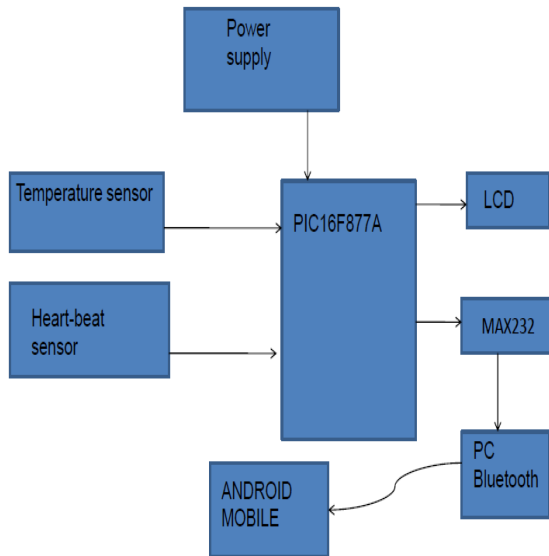 Power
supply
Temperature sensor
PIC16F877A
LCD
Heart-beat
sensor
MAX232
PC
Bluetooth
ANDROID
MOBILE